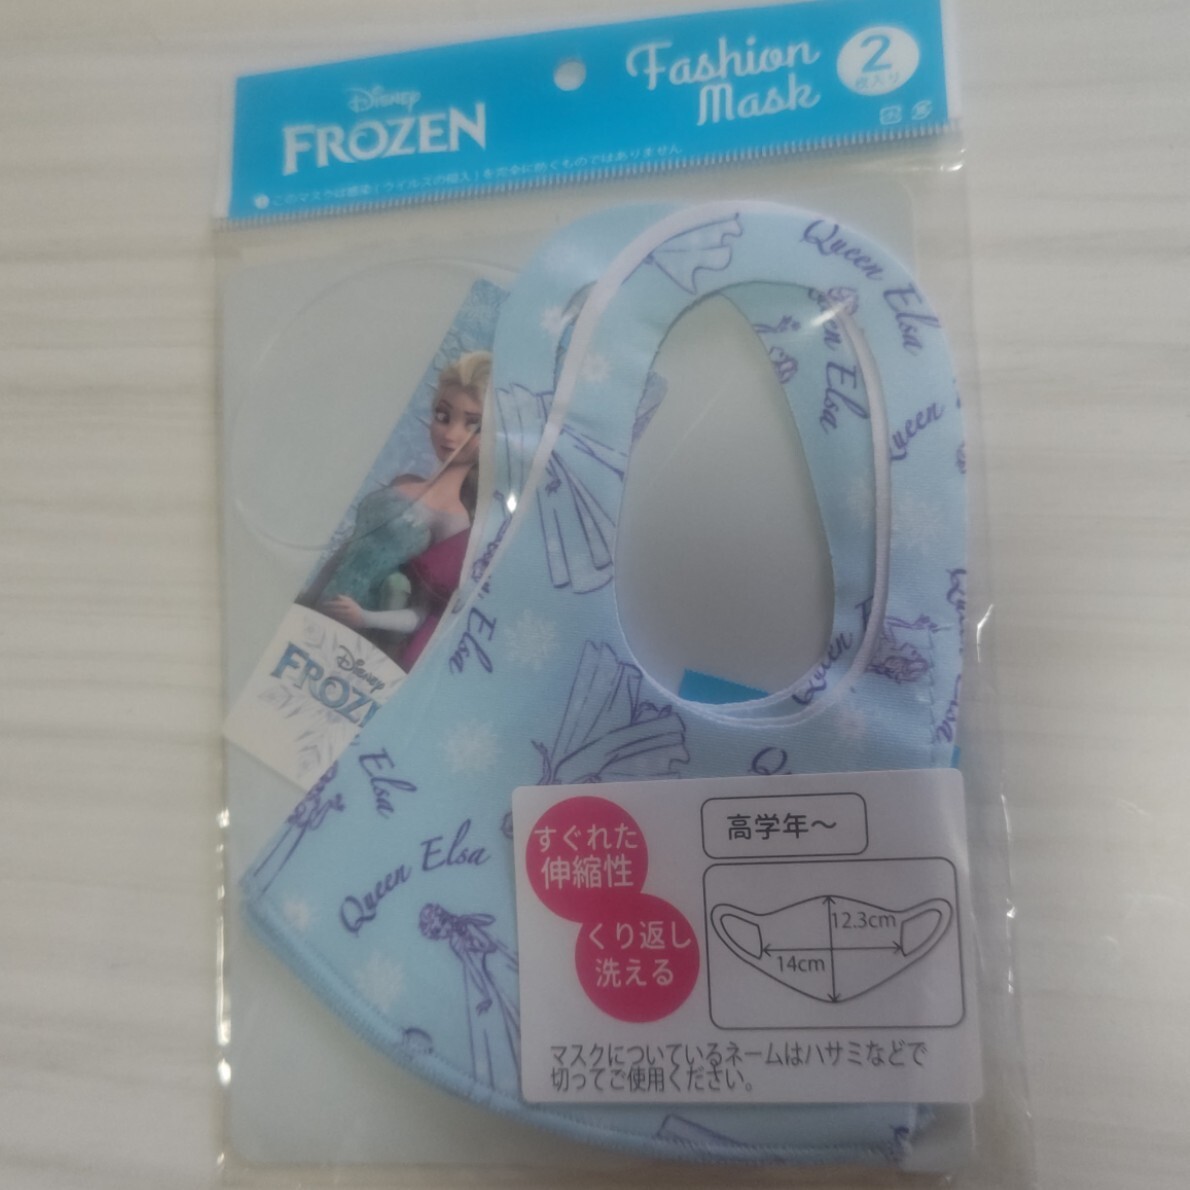 Disney
FROZEN
Fashion
Mask
2
枚入り
このマスクは感染(ウイルスの侵入)を完全に防ぐものではありません
Queen Elsa
Queen Elsa
Queen
Elsa
Queen
Elsa
Queen Elsa
Disney
すぐれた
伸縮性
くり返し
洗える
高学年～
12.3cm
14cm
マスクについているネームはハサミなどで
切ってご使用ください。